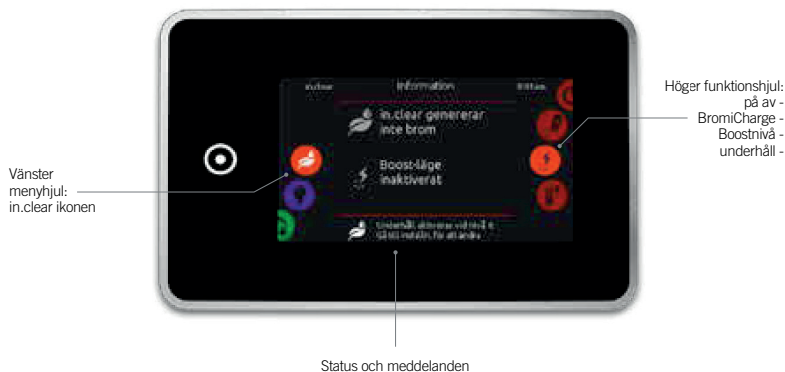 Information
in.clear genererar
inte brom
Boost-läge
inaktiverat
Underhåll
Höger funktionshjul:
på av -
BromiCharge -
Boostnivå -
underhåll -
Vänster
menyhjul:
in.clear ikonen
Status och meddelanden